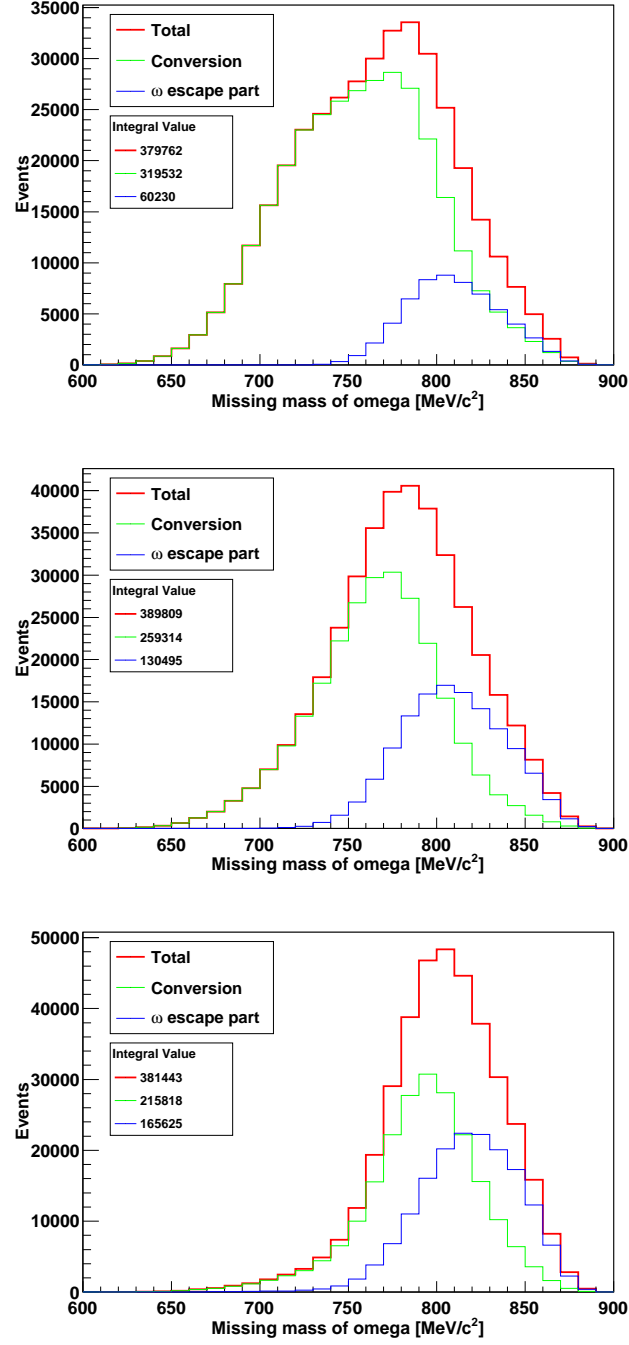 35000
30000
25000
20000
15000
10000
5000
0
Events
Total
Conversion
ω escape part
Integral Value
379762
319532
60230
600 650 700 750 800 850 900
Missing mass of omega [MeV/c²]
40000
35000
30000
25000
20000
15000
10000
5000
0
Events
Total
Conversion
ω escape part
Integral Value
389809
259314
130495
600 650 700 750 800 850 900
Missing mass of omega [MeV/c²]
50000
40000
30000
20000
10000
0
Events
Total
Conversion
ω escape part
Integral Value
381443
215818
165625
600 650 700 750 800 850 900
Missing mass of omega [MeV/c²]